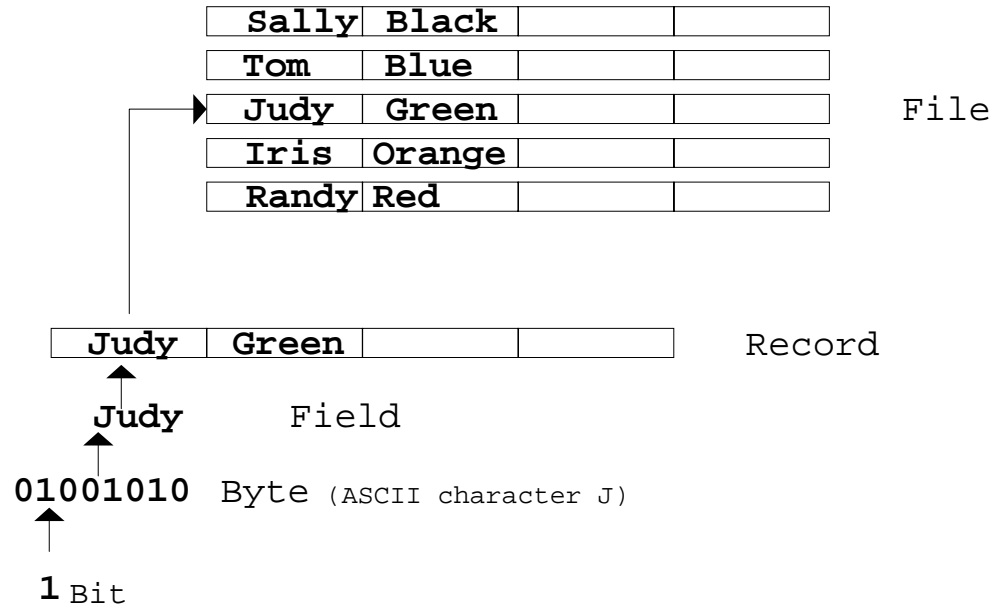 Sally Black
Tom Blue
Judy Green File
Iris Orange
Randy Red
Judy Green Record
Judy Field
01001010 Byte (ASCII character J)
1 Bit